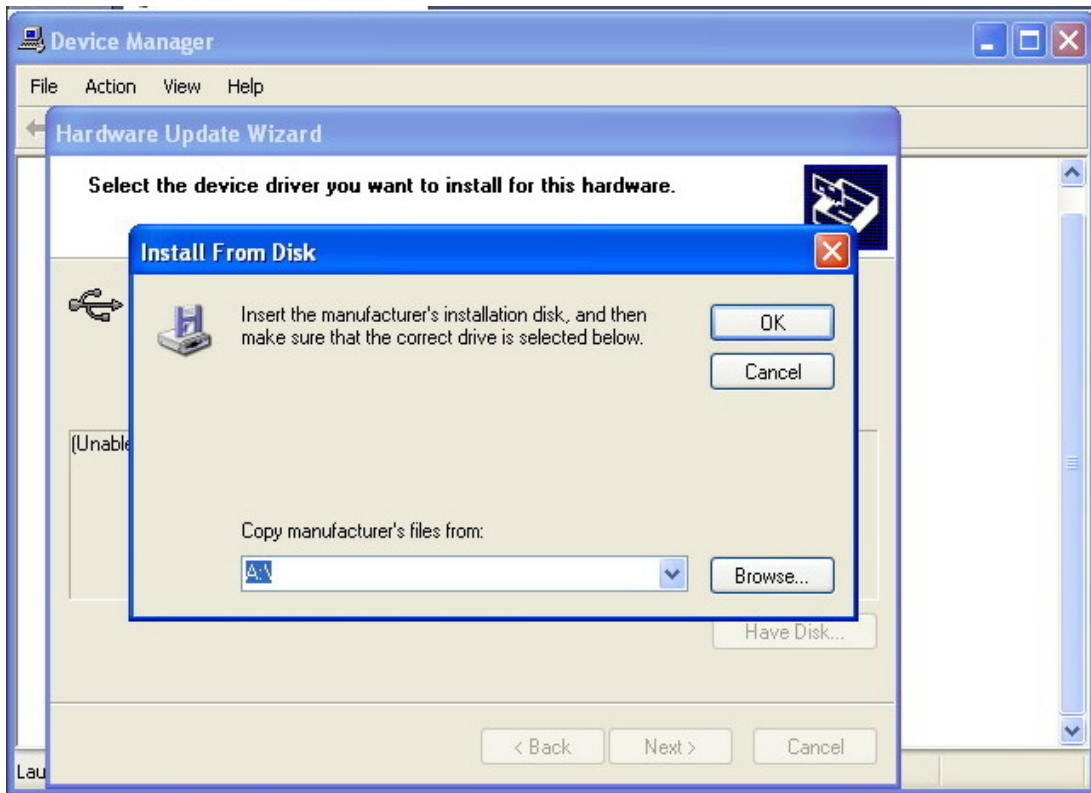 Device Manager
File Action View Help
Hardware Update Wizard
Select the device driver you want to install for this hardware.
Install From Disk
Insert the manufacturer's installation disk, and then
make sure that the correct drive is selected below.
OK
Cancel
(Unable
Copy manufacturer's files from:
A:\
Browse...
Have Disk...
< Back Next > Cancel
Lau